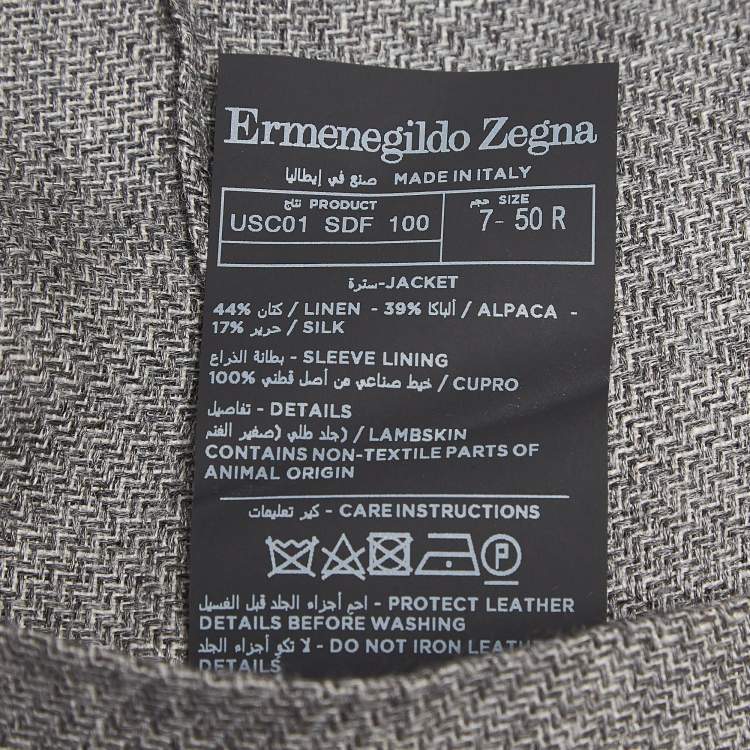 Ermenegildo Zegna
صنع في إيطاليا MADE IN ITALY
نتاج PRODUCT
USC01 SDF 100
حجم SIZE
7- 50 R
سترة-JACKET
44% كتان / LINEN - 39% ألباكا / ALPACA -
17% حرير / SILK
بطانة الذراع - SLEEVE LINING
100% خيط صناعي من أصل قطني / CUPRO
تفاصيل - DETAILS
جلد طلي (صغير الغنم) / LAMBSKIN
CONTAINS NON-TEXTILE PARTS OF
ANIMAL ORIGIN
كير تعليمات - CARE INSTRUCTIONS
P
احم أجراء الجلد قبل الغسيل - PROTECT LEATHER
DETAILS BEFORE WASHING
لا تكو أجراء الجلد - DO NOT IRON LEATHER
DETAILS